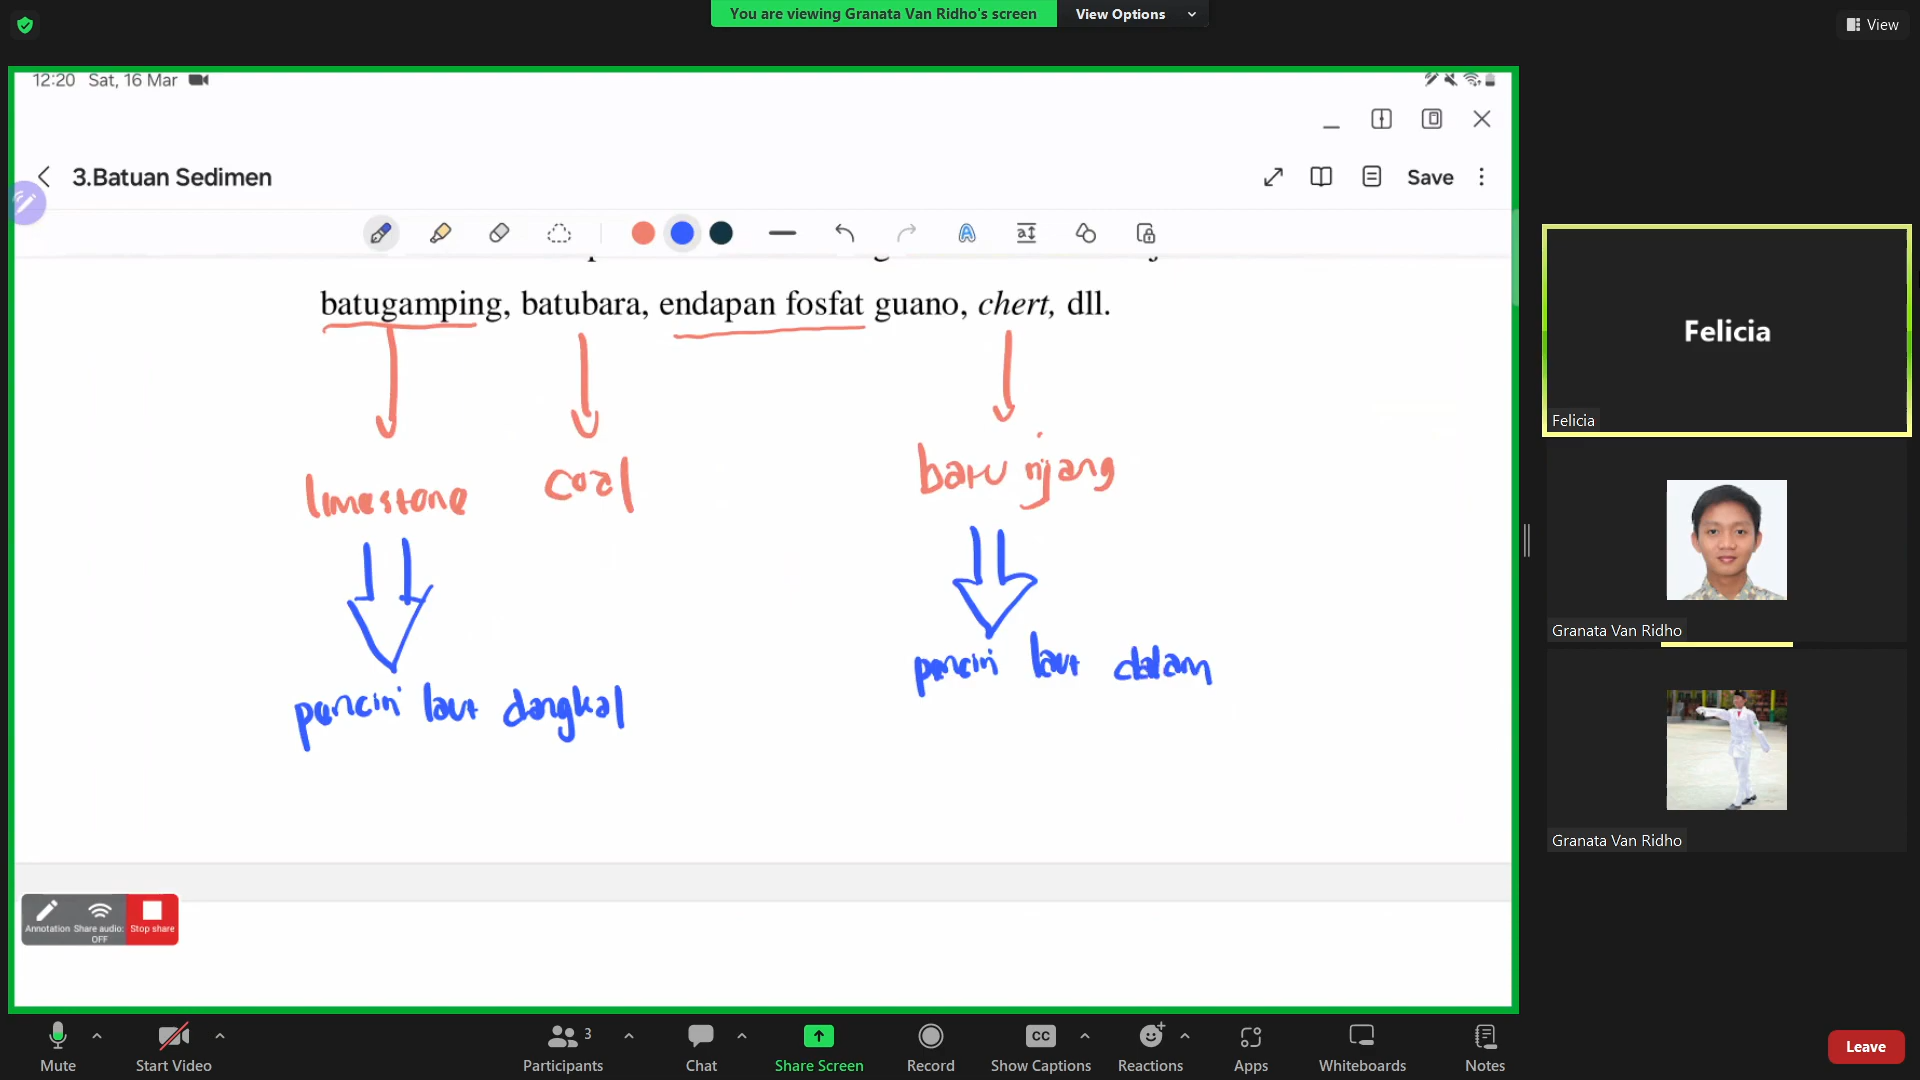 You are viewing Granata Van Ridho's screen
View Options
View
12:20 Sat, 16 Mar
3.Batuan Sedimen
Save
batugamping, batubara, endapan fosfat guano, chert, dll.
limestone
coal
batu rijang
penciri laut dangkal
penciri laut dalam
Annotation
Share audio: OFF
Stop share
Felicia
Felicia
Granata Van Ridho
Granata Van Ridho
Mute
Start Video
Participants
3
Chat
Share Screen
Record
CC
Show Captions
Reactions
Apps
Whiteboards
Notes
Leave